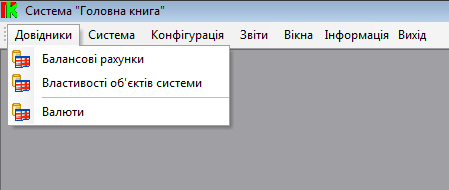 Система "Головна книга"
Довідники Система Конфігурація Звіти Вікна Інформація Вихід
Балансові рахунки
Властивості об'єктів системи
Валюти